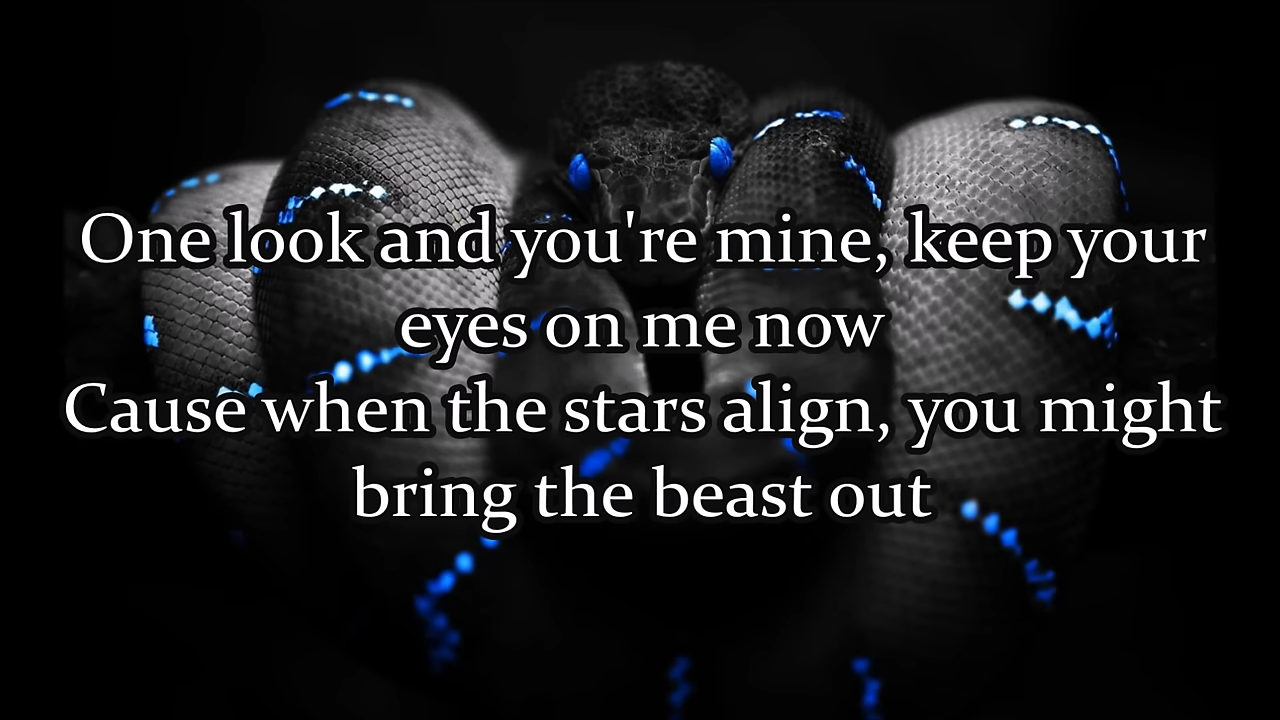 One look and you're mine, keep your
eyes on me now
Cause when the stars align, you might
bring the beast out